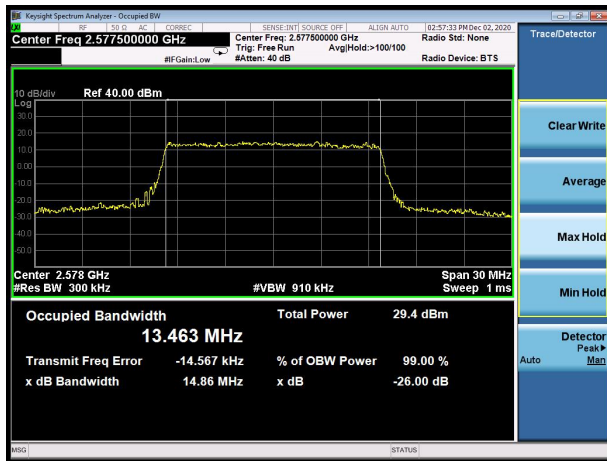 Keysight Spectrum Analyzer - Occupied BW
RF 50 Ω AC CORREC SENSE:INT SOURCE OFF ALIGN AUTO 02:57:33 PM Dec 02, 2020
Center Freq 2.577500000 GHz Center Freq: 2.577500000 GHz Radio Std: None Trace/Detector
Trig: Free Run Avg|Hold:>100/100
#IFGain:Low #Atten: 40 dB Radio Device: BTS
10 dB/div Ref 40.00 dBm
Log
30.0
20.0
10.0
0.00
-10.0
-20.0
-30.0
-40.0
-50.0
Clear Write
Average
Max Hold
Min Hold
Detector
Peak▶
Auto Man
Center 2.578 GHz Span 30 MHz
#Res BW 300 kHz #VBW 910 kHz Sweep 1 ms
Occupied Bandwidth Total Power 29.4 dBm
13.463 MHz
Transmit Freq Error -14.567 kHz % of OBW Power 99.00 %
x dB Bandwidth 14.86 MHz x dB -26.00 dB
MSG STATUS